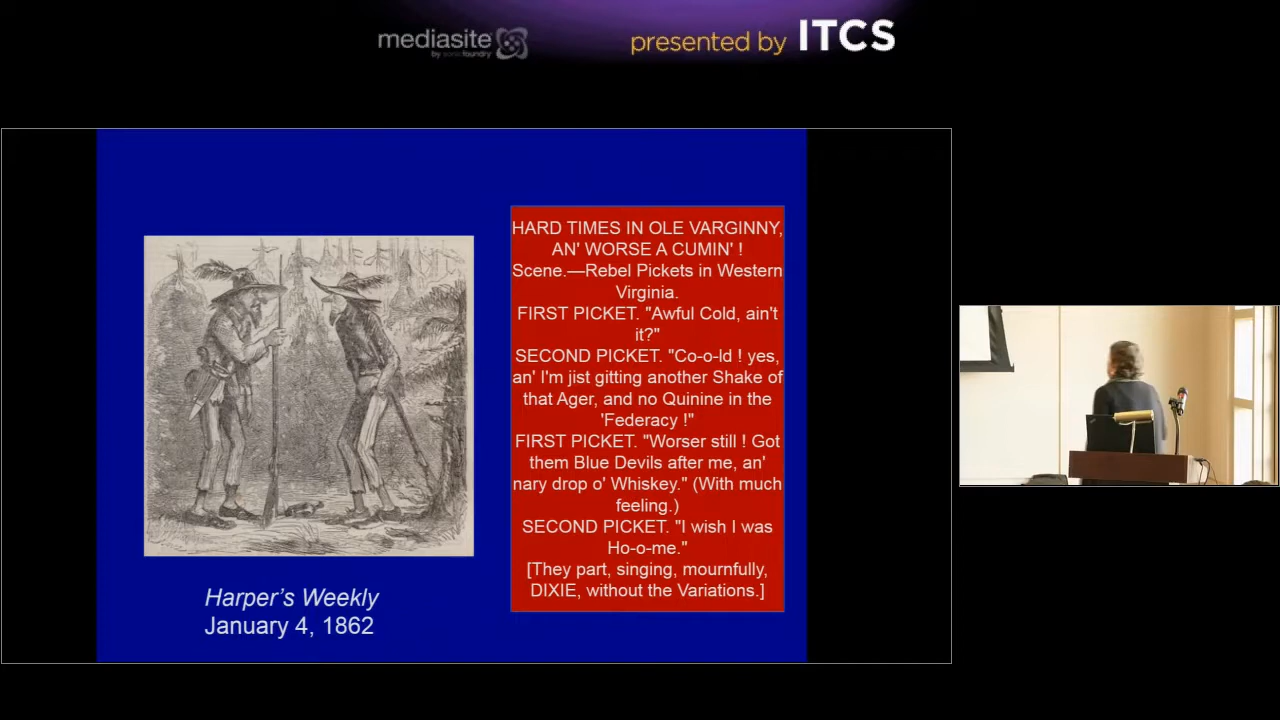 mediasite
by sonicfoundry
presented by ITCS
HARD TIMES IN OLE VARGINNY,
AN' WORSE A CUMIN' !
Scene.—Rebel Pickets in Western
Virginia.
FIRST PICKET. "Awful Cold, ain't
it?"
SECOND PICKET. "Co-o-ld ! yes,
an' I'm jist gitting another Shake of
that Ager, and no Quinine in the
'Federacy !"
FIRST PICKET. "Worser still ! Got
them Blue Devils after me, an'
nary drop o' Whiskey." (With much
feeling.)
SECOND PICKET. "I wish I was
Ho-o-me."
[They part, singing, mournfully,
DIXIE, without the Variations.]
Harper's Weekly
January 4, 1862